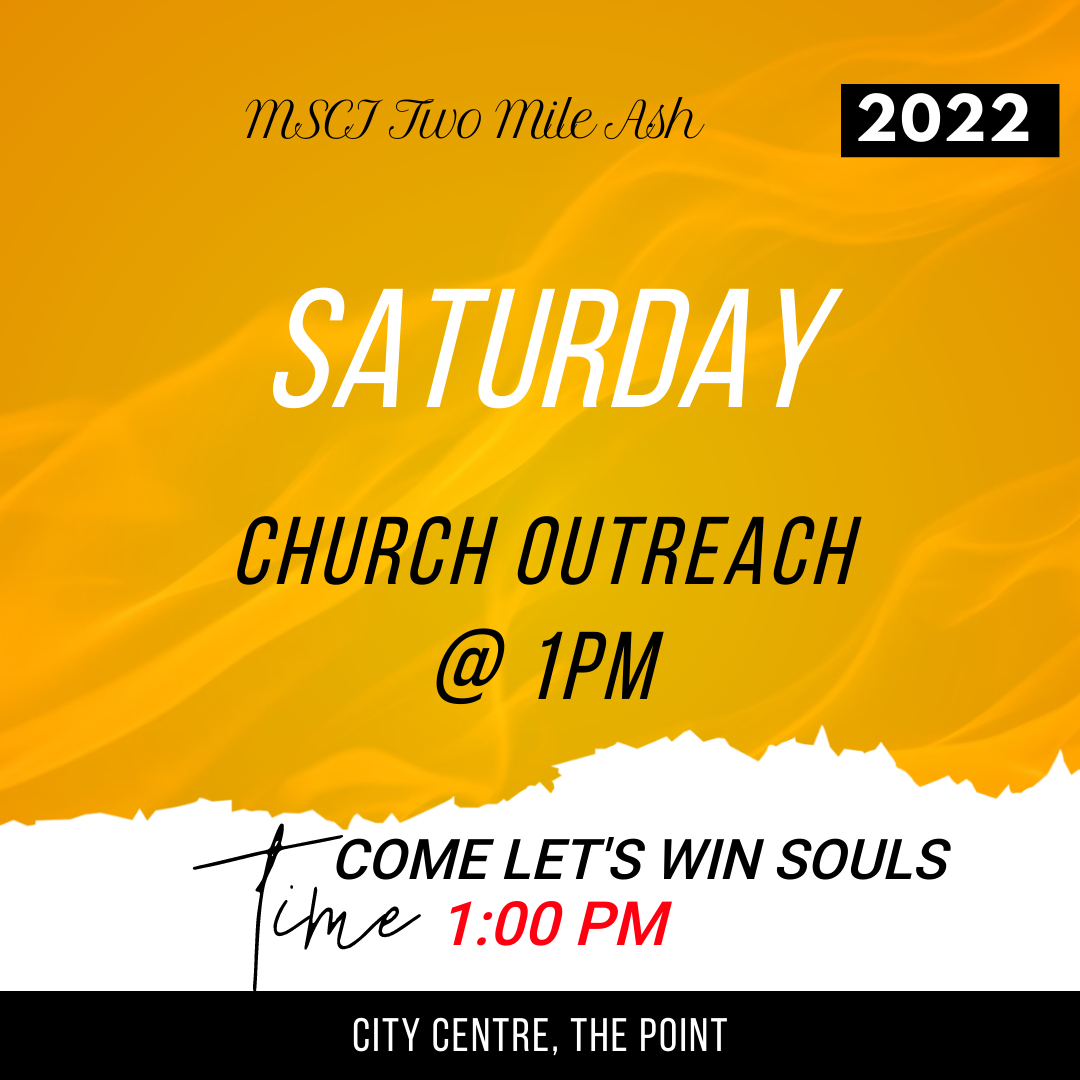 MSCI Two Mile Ash
2022
SATURDAY
CHURCH OUTREACH
@ 1PM
COME LET'S WIN SOULS
Time 1:00 PM
CITY CENTRE, THE POINT